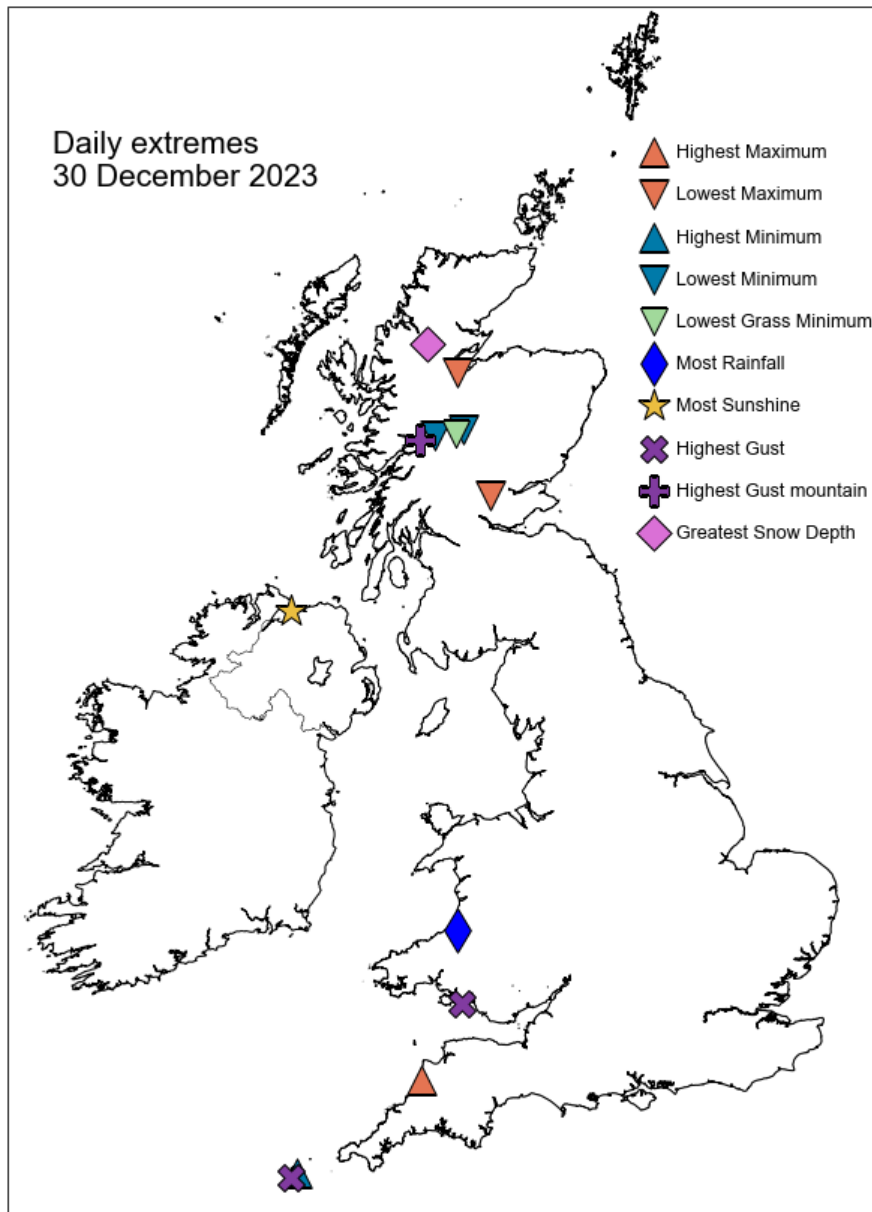 Daily extremes
30 December 2023
Highest Maximum
Lowest Maximum
Highest Minimum
Lowest Minimum
Lowest Grass Minimum
Most Rainfall
Most Sunshine
Highest Gust
Highest Gust mountain
Greatest Snow Depth